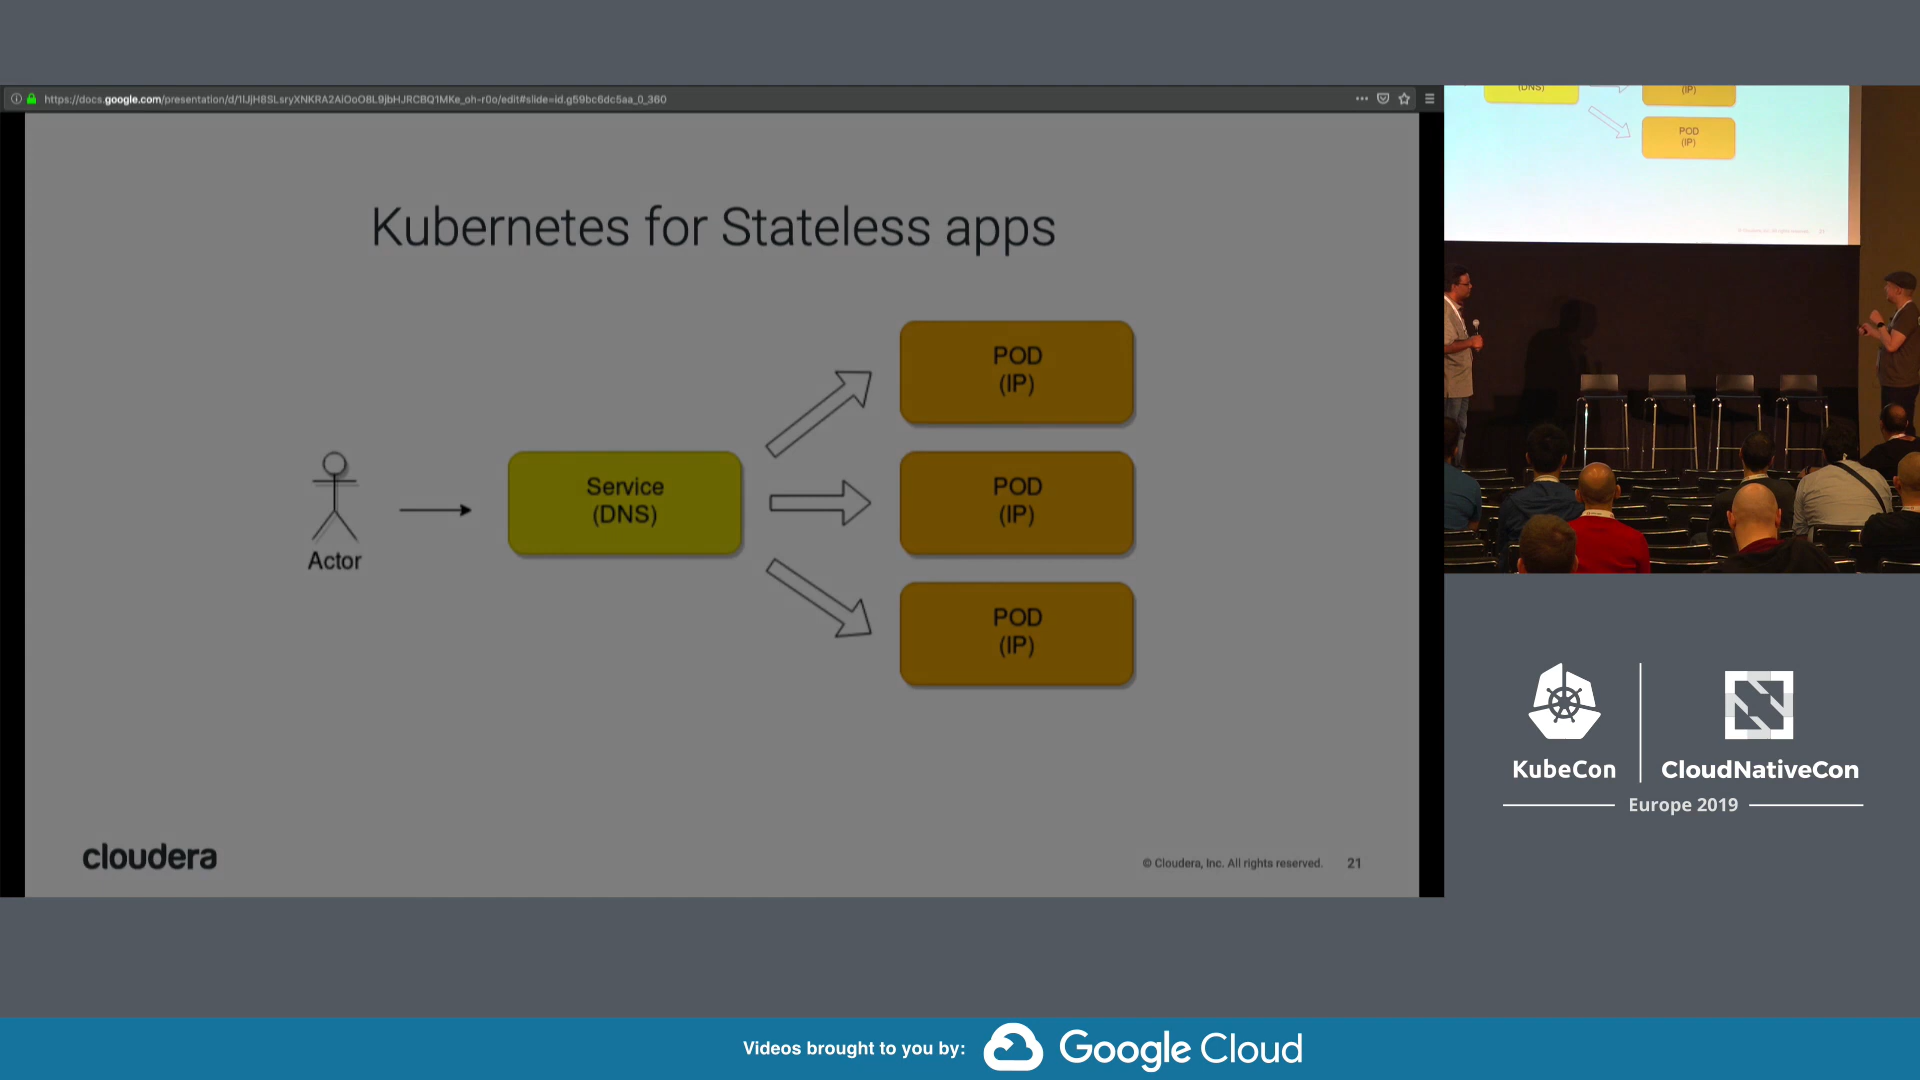 https://docs.google.com/presentation/d/1IJjH8SLsryXNKRA2AiOoO8L9jbHJRCBQ1MKe_oh-r0o/edit#slide=id.g59bc6dc5aa_0_360
Kubernetes for Stateless apps
POD
(IP)
Actor
Service
(DNS)
POD
(IP)
POD
(IP)
cloudera
© Cloudera, Inc. All rights reserved.
21
(DNS)
(IP)
POD
(IP)
KubeCon
CloudNativeCon
Europe 2019
Videos brought to you by:
Google Cloud